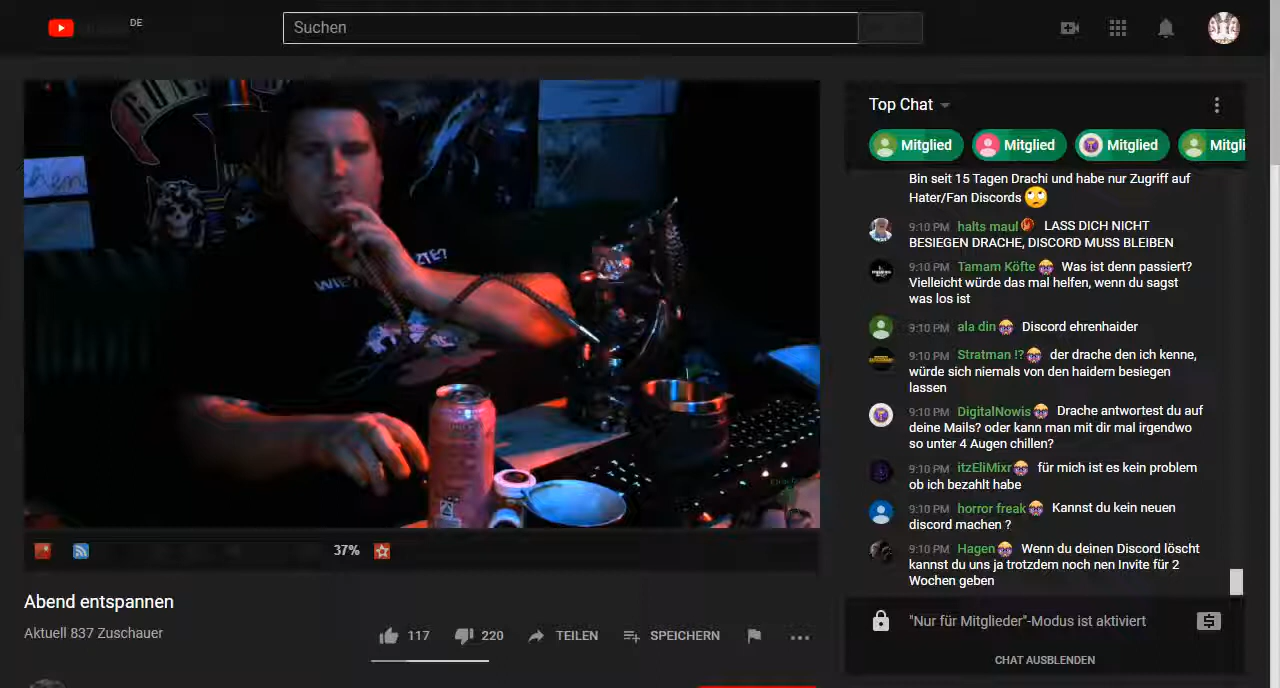 DE
Suchen
GUNS
chen
WIE
ZTE?
37%
Abend entspannen
Aktuell 837 Zuschauer
117
220
TEILEN
SPEICHERN
Top Chat
Mitglied
Mitglied
Mitglied
Mitgli
Bin seit 15 Tagen Drachi und habe nur Zugriff auf
Hater/Fan Discords
9:10 PM halts maul LASS DICH NICHT
BESIEGEN DRACHE, DISCORD MUSS BLEIBEN
9:10 PM Tamam Köfte Was ist denn passiert?
Vielleicht würde das mal helfen, wenn du sagst
was los ist
9:10 PM ala din Discord ehrenhaider
9:10 PM Stratman !? der drache den ich kenne,
würde sich niemals von den haidern besiegen
lassen
9:10 PM DigitalNowis Drache antwortest du auf
deine Mails? oder kann man mit dir mal irgendwo
so unter 4 Augen chillen?
9:10 PM itzEliMixr für mich ist es kein problem
ob ich bezahlt habe
9:10 PM horror freak Kannst du kein neuen
discord machen ?
9:10 PM Hagen Wenn du deinen Discord löscht
kannst du uns ja trotzdem noch nen Invite für 2
Wochen geben
"Nur für Mitglieder"-Modus ist aktiviert
CHAT AUSBLENDEN